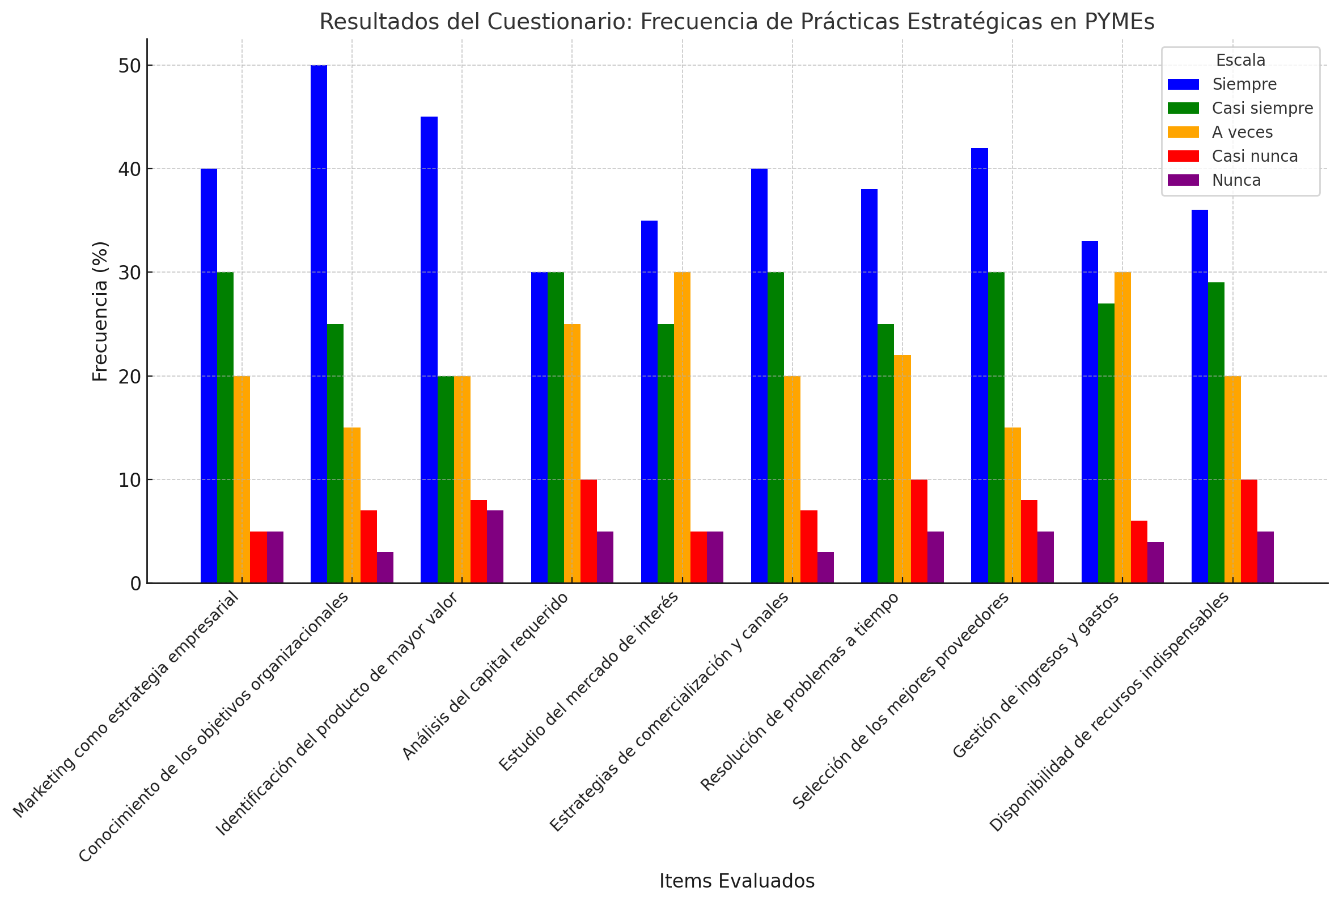 Resultados del Cuestionario: Frecuencia de Prácticas Estratégicas en PYMEs
Escala
Siempre
Casi siempre
A veces
Casi nunca
Nunca
Frecuencia (%)
50
40
30
20
10
0
Marketing como estrategia empresarial
Conocimiento de los objetivos organizacionales
Identificación del producto de mayor valor
Análisis del capital requerido
Estudio del mercado de interés
Estrategias de comercialización y canales
Resolución de problemas a tiempo
Selección de los mejores proveedores
Gestión de ingresos y gastos
Disponibilidad de recursos indispensables
Items Evaluados